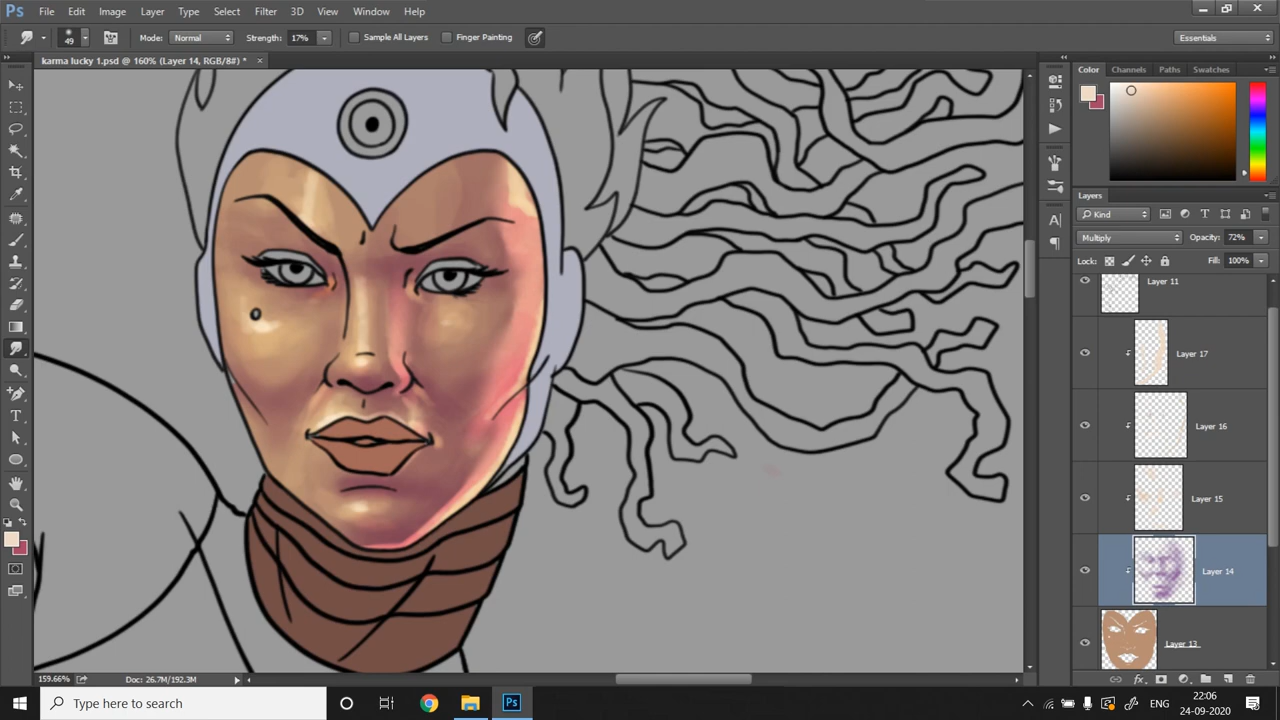 Ps File Edit Image Layer Type Select Filter 3D View Window Help
49 Mode: Normal Strength: 17% Sample All Layers Finger Painting Essentials
karma lucky 1.psd @ 160% (Layer 14, RGB/8#) * ×
Color Channels Paths Swatches
Layers
Kind
Multiply Opacity: 72%
Lock: Fill: 100%
Layer 11
Layer 17
Layer 16
Layer 15
Layer 14
Layer 13
159.66% Doc: 26.7M/192.3M
Type here to search
Ps
22:06
24-09-2020